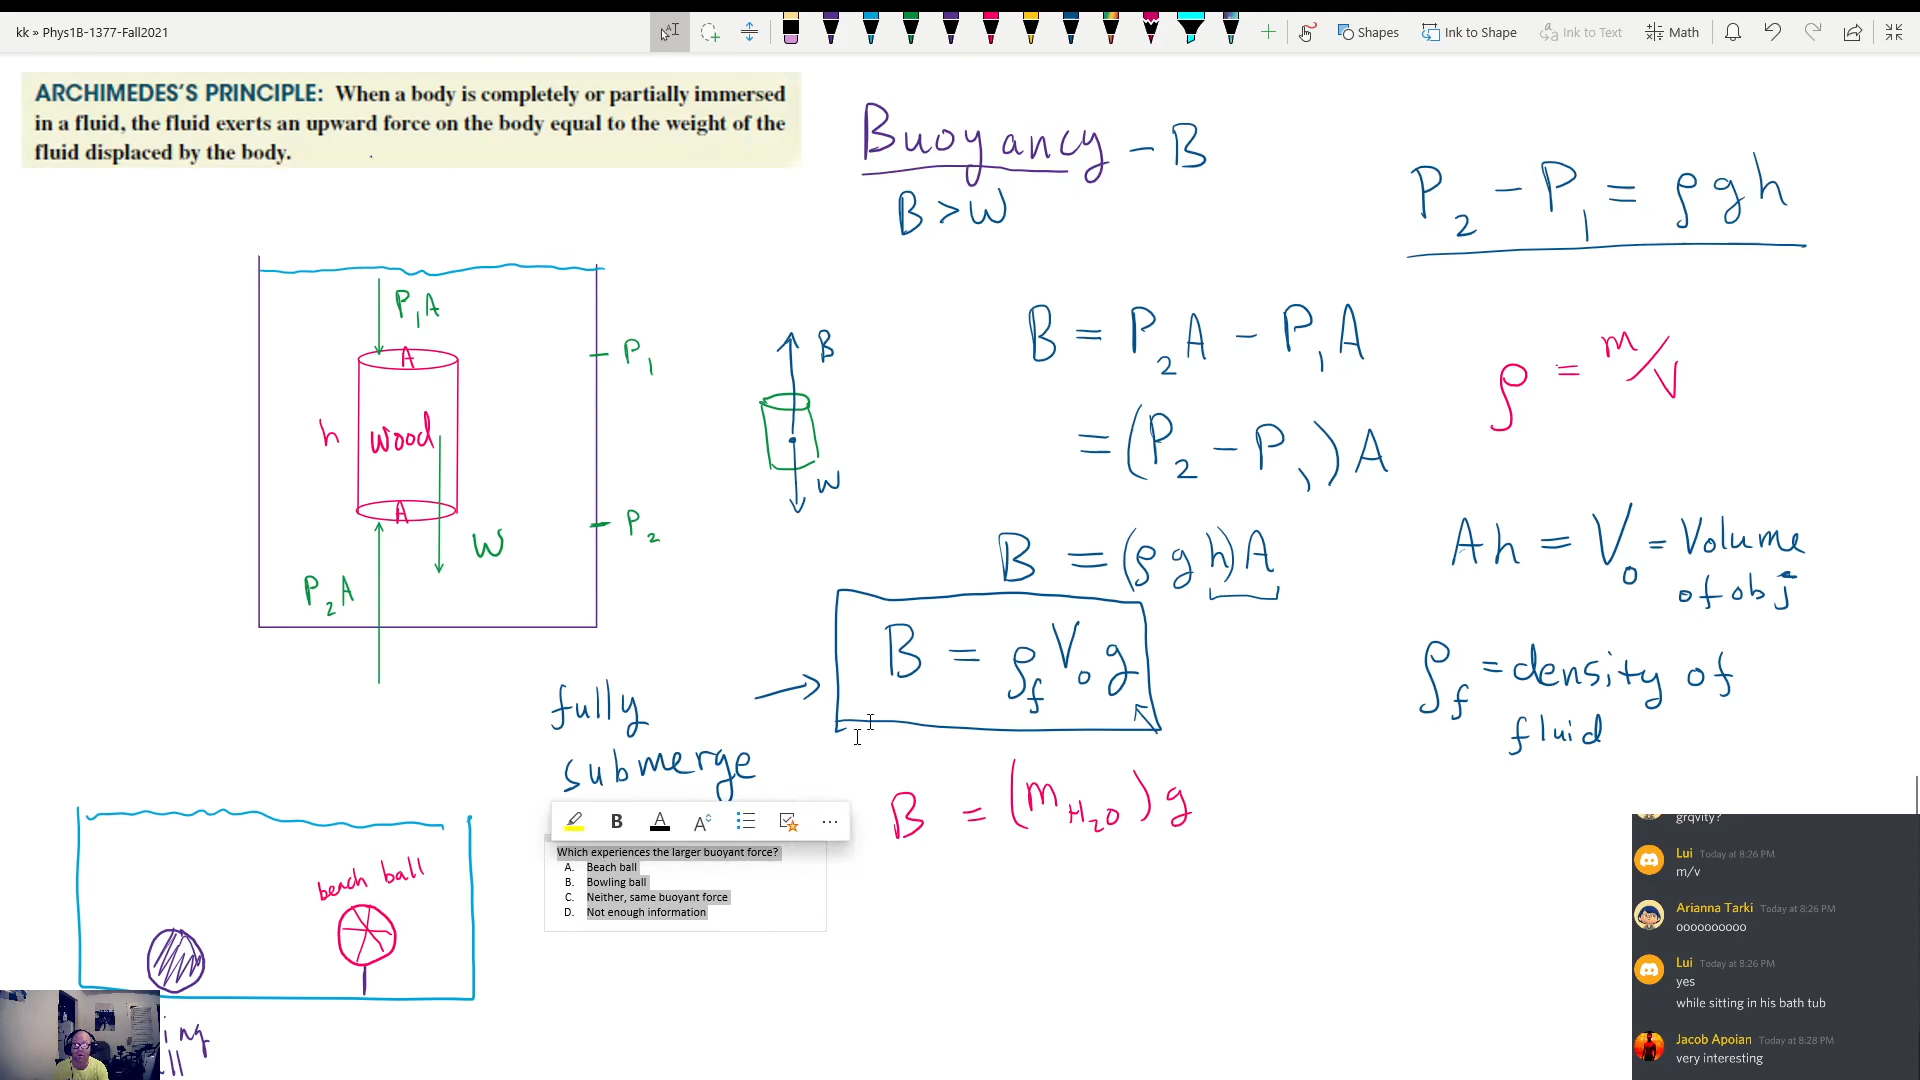 kk » Phys1B-1377-Fall2021
Shapes
Ink to Shape
Ink to Text
Math
ARCHIMEDES'S PRINCIPLE: When a body is completely or partially immersed
in a fluid, the fluid exerts an upward force on the body equal to the weight of the
fluid displaced by the body.
Buoyancy - B
B > W
P₂ - P₁ = ρgh
P₁A
A
h
Wood
A
P₂A
W
P₁
P₂
B
W
B = P₂A - P₁A
= (P₂ - P₁)A
B = (ρgh)A
B = ρ_f V₀ g
B = (m_H₂O) g
ρ = m/V
Ah = V₀ = Volume
of obj
ρ_f = density of
fluid
fully
submerge
B A A
Which experiences the larger buoyant force?
A. Beach ball
B. Bowling ball
C. Neither, same buoyant force
D. Not enough information
beach ball
ing
ll
grqvity?
Lui Today at 8:26 PM
m/v
Arianna Tarki Today at 8:26 PM
oooooooooo
Lui Today at 8:26 PM
yes
while sitting in his bath tub
Jacob Apoian Today at 8:28 PM
very interesting